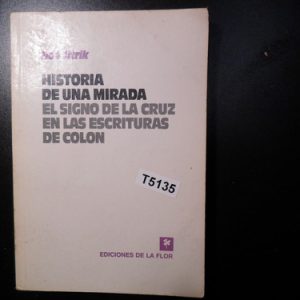 HISTORIA
DE UNA MIRADA
EL SIGNO DE LA CRUZ
EN LAS ESCRITURAS
DE COLON
T5135
EDICIONES DE LA FLOR